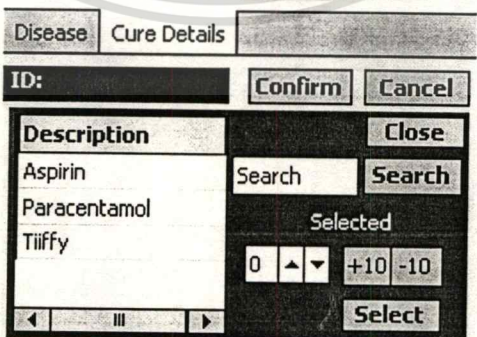 Disease Cure Details
ID: Confirm Cancel
Description Close
Aspirin Search Search
Paracentamol Selected
Tiiffy
0 +10 -10
Select